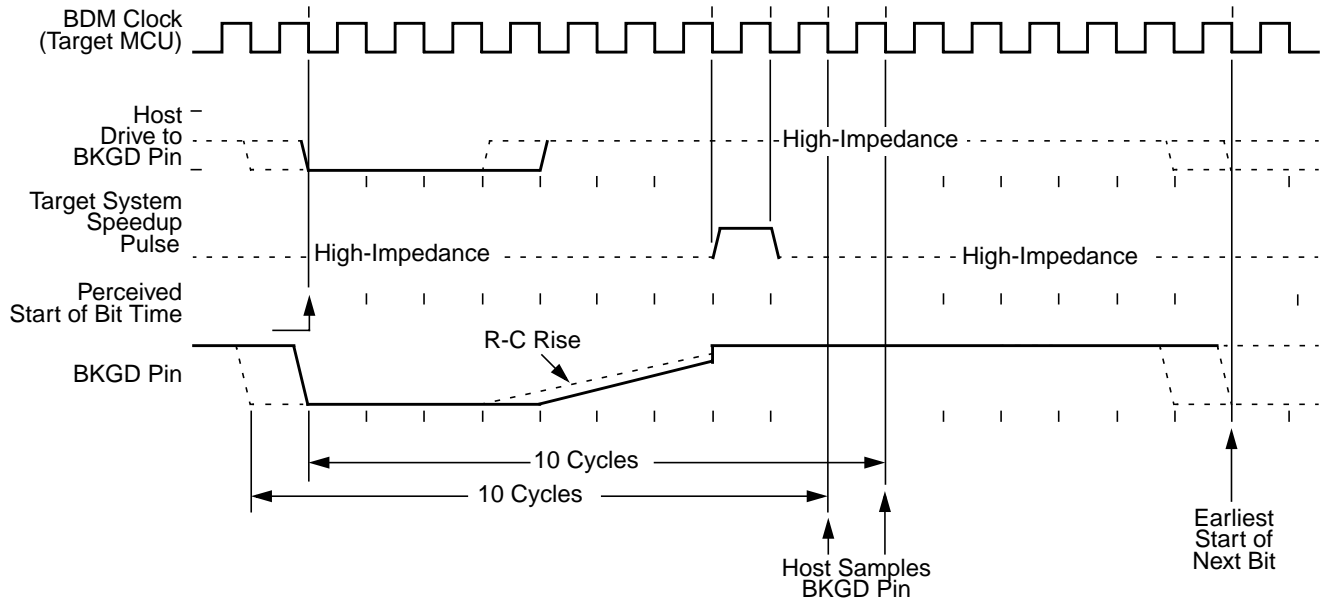 BDM Clock
(Target MCU)
Host
Drive to
BKGD Pin
High-Impedance
Target System
Speedup
Pulse
High-Impedance
High-Impedance
Perceived
Start of Bit Time
R-C Rise
BKGD Pin
10 Cycles
10 Cycles
Host Samples
BKGD Pin
Earliest
Start of
Next Bit